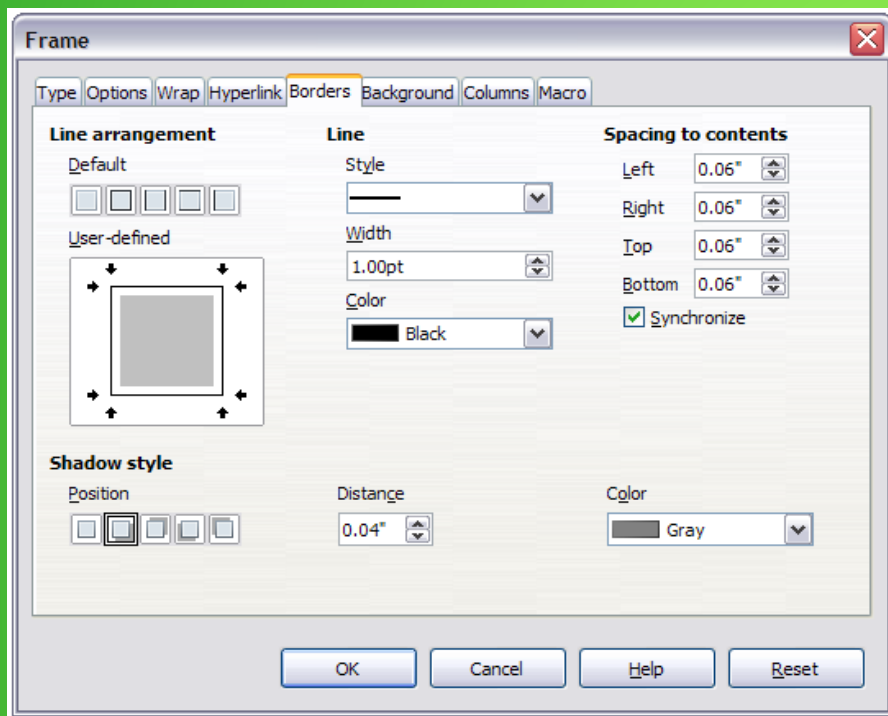 Frame
Type Options Wrap Hyperlink Borders Background Columns Macro
Line arrangement
Default
User-defined
Line
Style
Width
1.00pt
Color
Black
Spacing to contents
Left 0.06"
Right 0.06"
Top 0.06"
Bottom 0.06"
Synchronize
Shadow style
Position
Distance
0.04"
Color
Gray
OK Cancel Help Reset